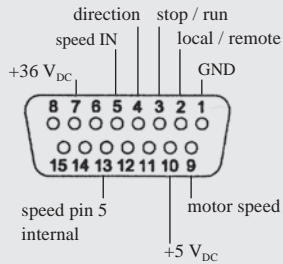 direction
stop / run
speed IN
local / remote
+36 V_DC
GND
8 7 6 5 4 3 2 1
15 14 13 12 11 10 9
speed pin 5
internal
motor speed
+5 V_DC